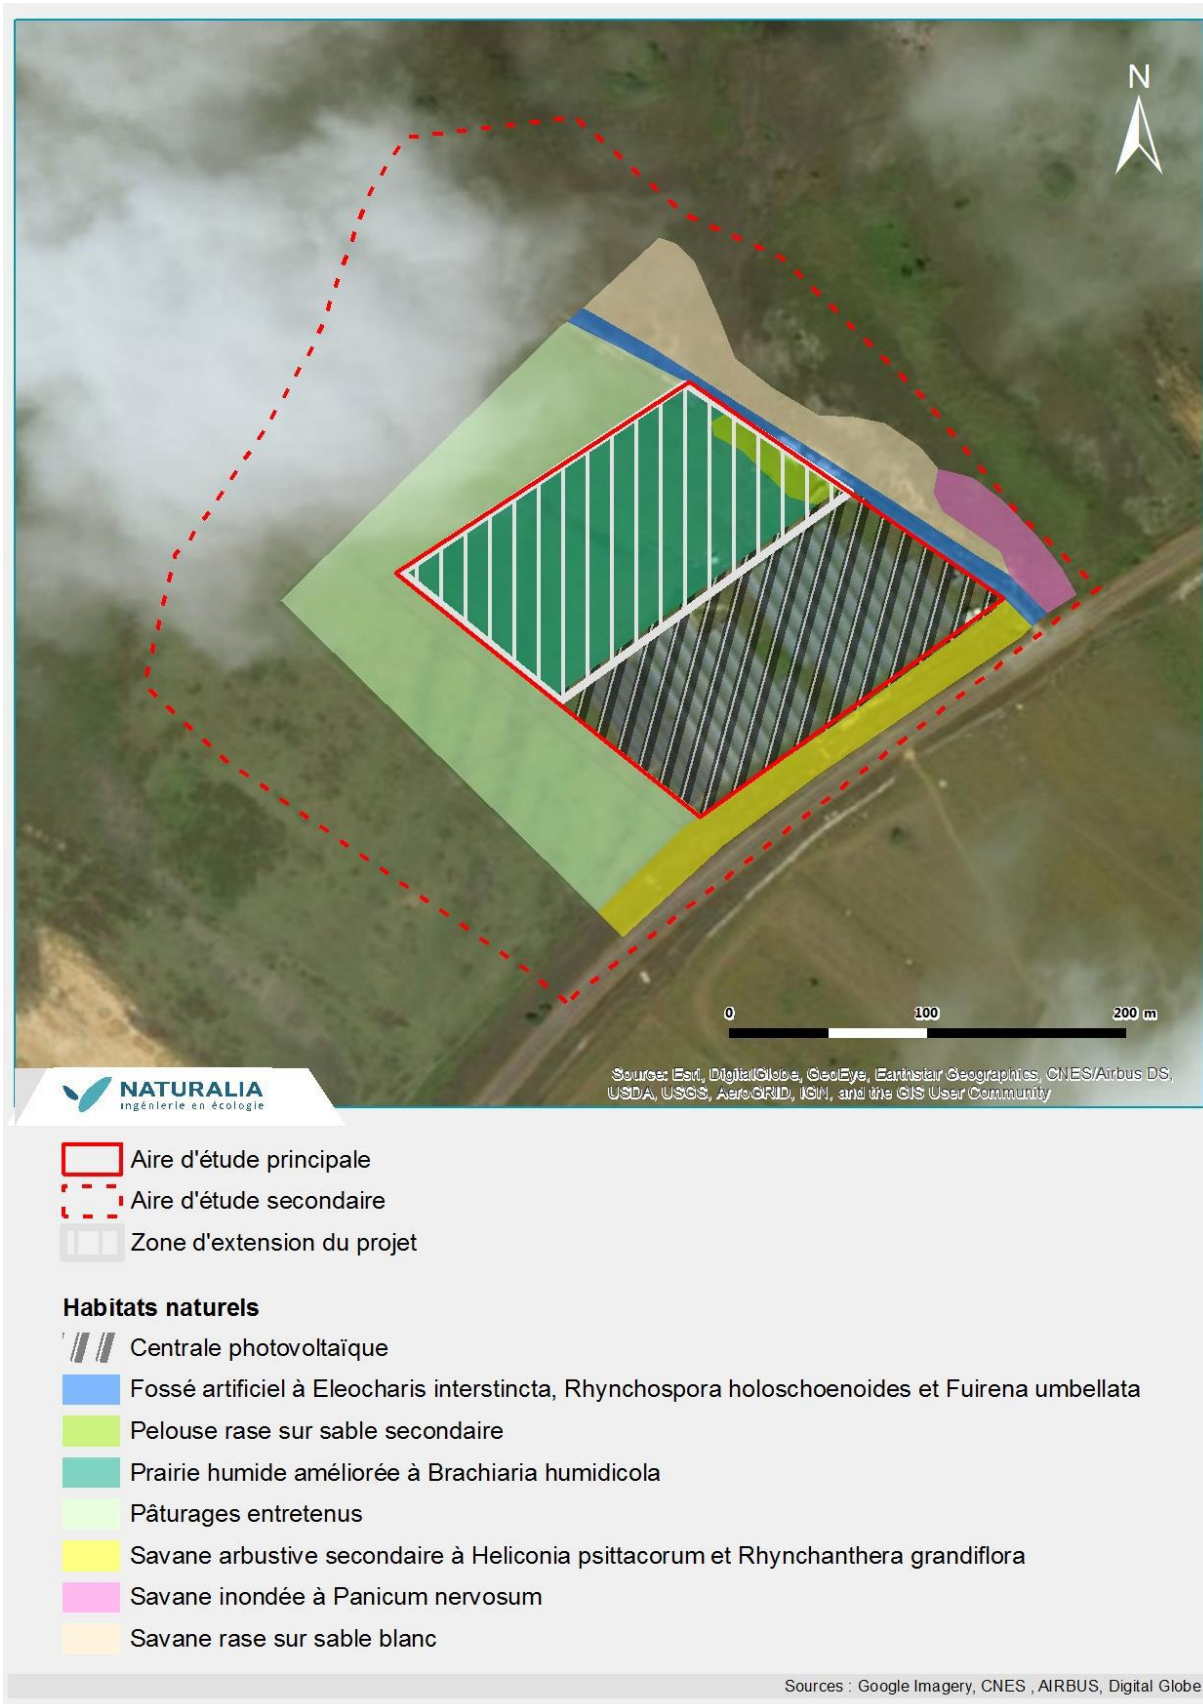 N
0 100 200 m
NATURALIA
ingénierie en écologie
Source: Esri, DigitalGlobe, GeoEye, Earthstar Geographics, CNES/Airbus DS,
USDA, USGS, AeroGRID, IGN, and the GIS User Community
Aire d'étude principale
Aire d'étude secondaire
Zone d'extension du projet
Habitats naturels
Centrale photovoltaïque
Fossé artificiel à Eleocharis interstincta, Rhynchospora holoschoenoides et Fuirena umbellata
Pelouse rase sur sable secondaire
Prairie humide améliorée à Brachiaria humidicola
Pâturages entretenus
Savane arbustive secondaire à Heliconia psittacorum et Rhynchanthera grandiflora
Savane inondée à Panicum nervosum
Savane rase sur sable blanc
Sources : Google Imagery, CNES , AIRBUS, Digital Globe